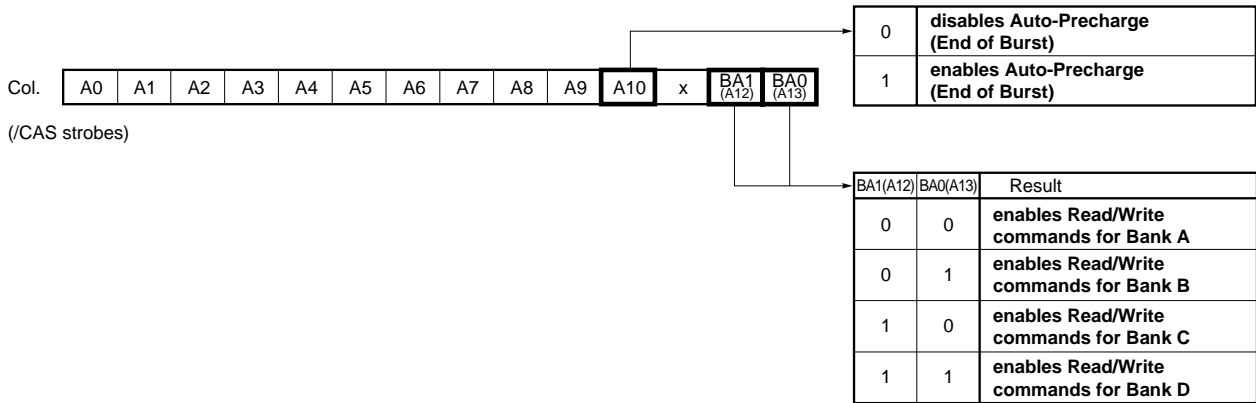 0 disables Auto-Precharge
(End of Burst)
1 enables Auto-Precharge
(End of Burst)
Col. A0 A1 A2 A3 A4 A5 A6 A7 A8 A9 A10 x BA1 BA0
(A12) (A13)
(/CAS strobes)
BA1(A12) BA0(A13) Result
0 0 enables Read/Write
commands for Bank A
0 1 enables Read/Write
commands for Bank B
1 0 enables Read/Write
commands for Bank C
1 1 enables Read/Write
commands for Bank D